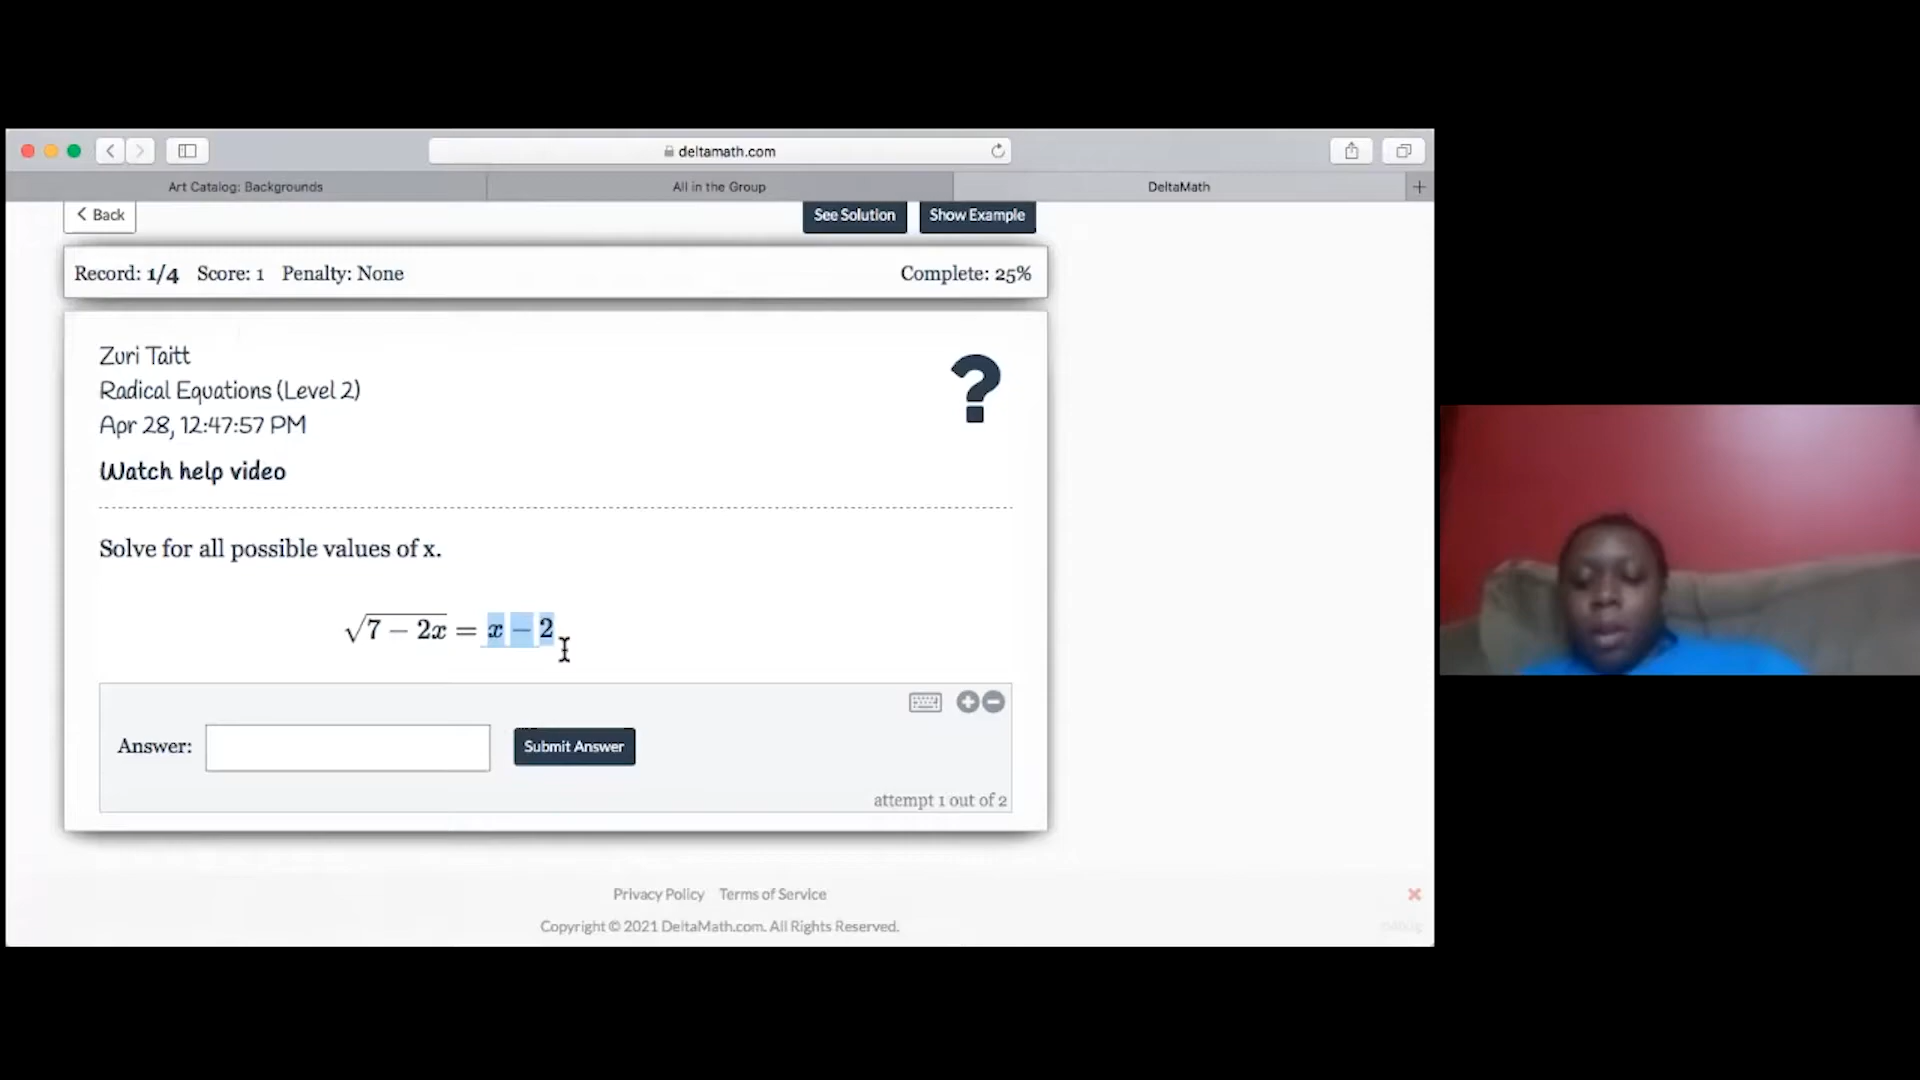 deltamath.com
Art Catalog: Backgrounds
All in the Group
DeltaMath
Back
See Solution
Show Example
Record: 1/4 Score: 1 Penalty: None
Complete: 25%
Zuri Taitt
Radical Equations (Level 2)
Apr 28, 12:47:57 PM
Watch help video
Solve for all possible values of x.
√7 − 2x = x − 2
Answer:
Submit Answer
attempt 1 out of 2
Privacy Policy Terms of Service
Copyright © 2021 DeltaMath.com. All Rights Reserved.